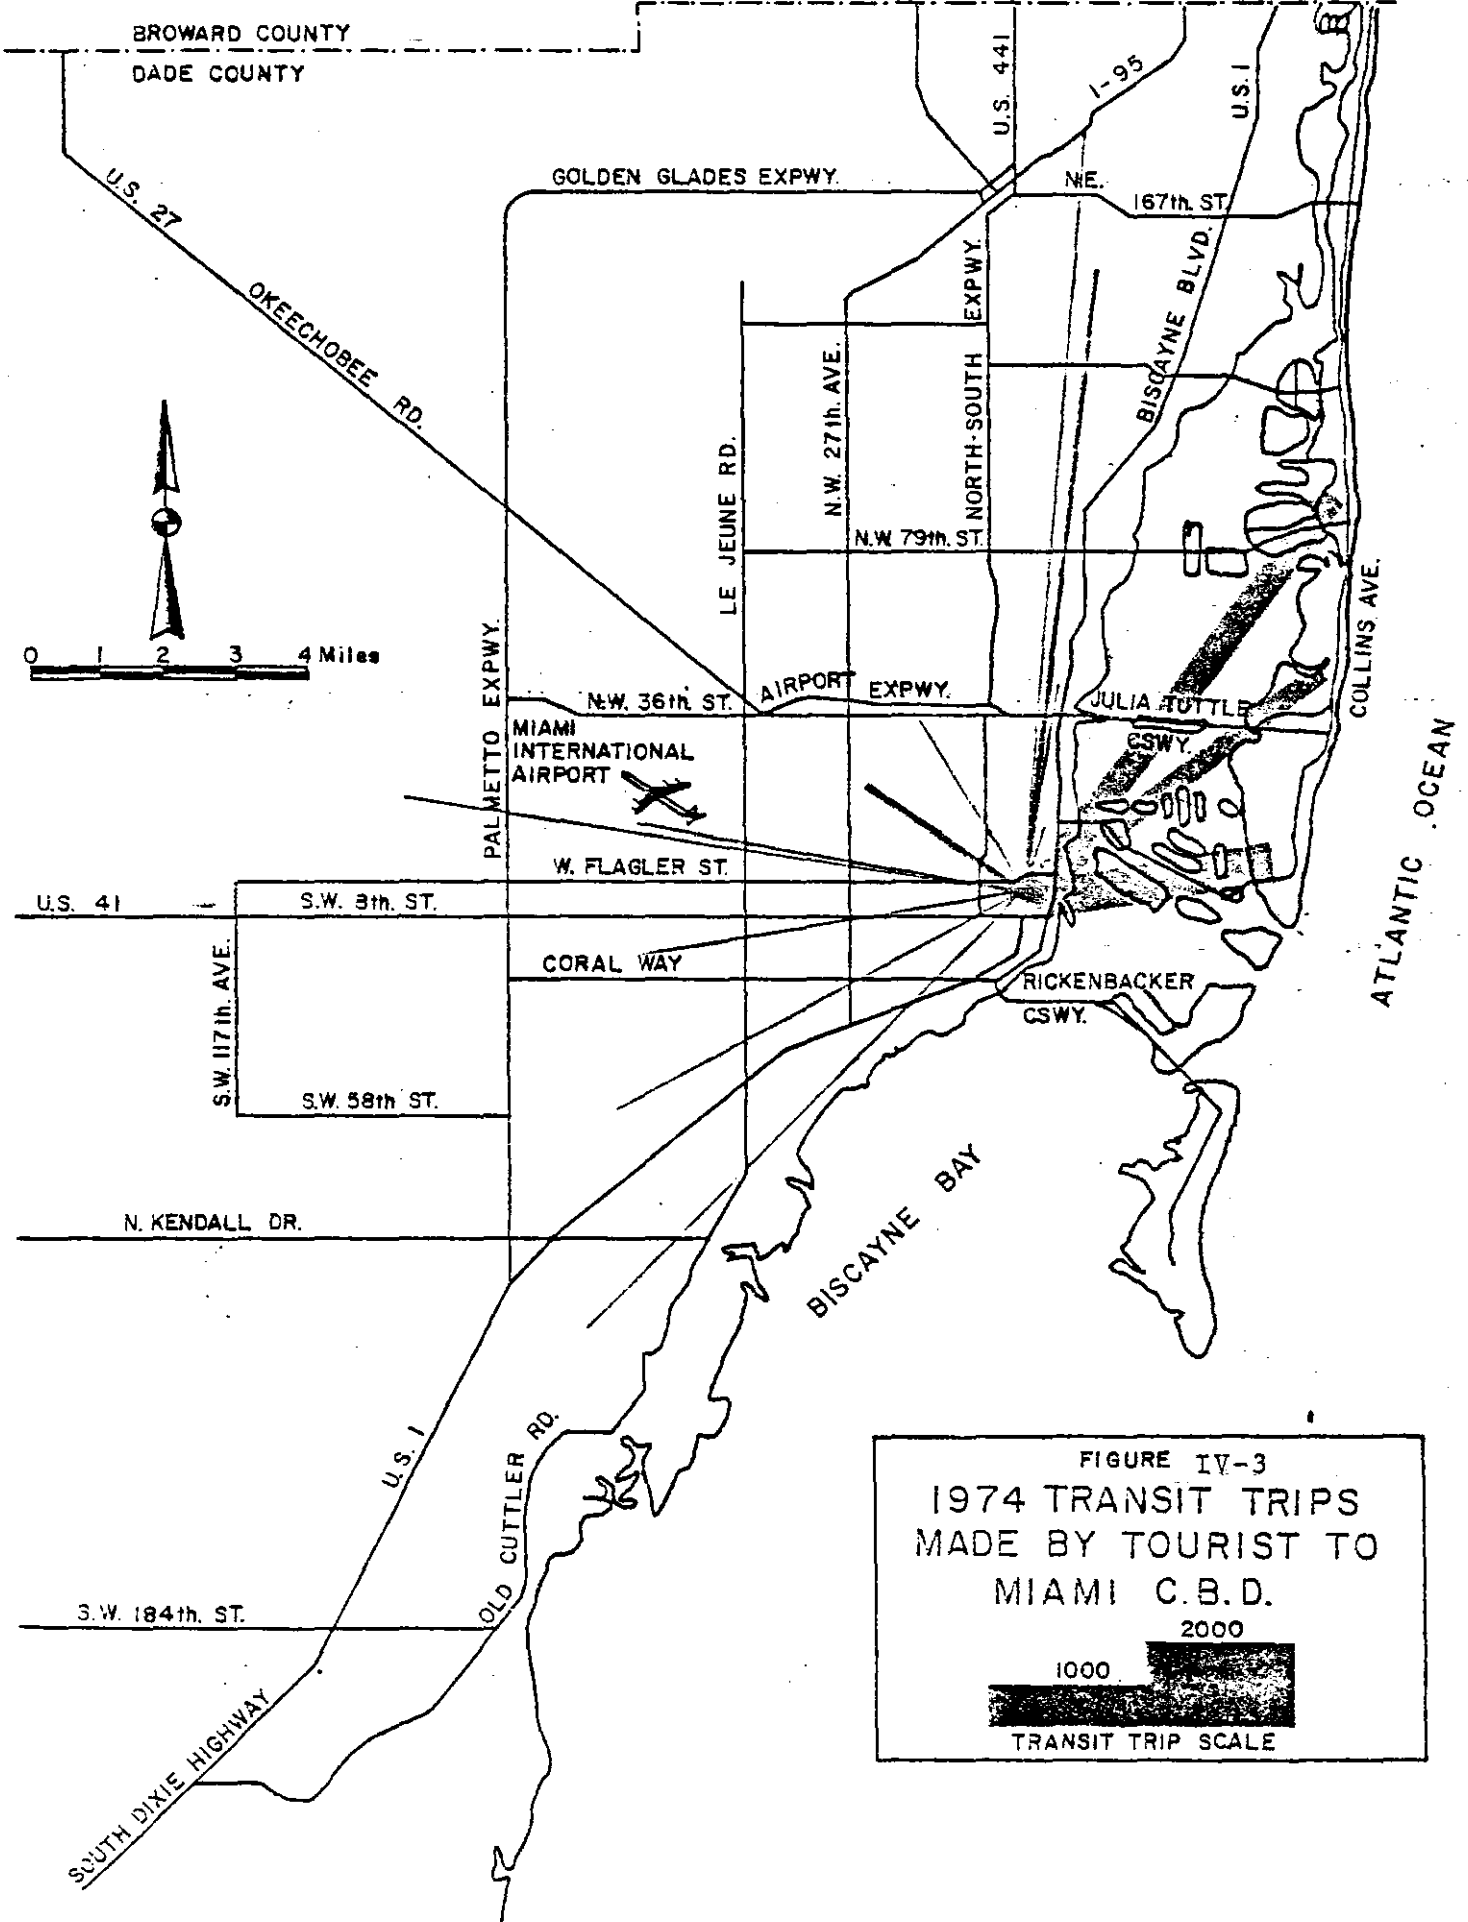 BROWARD COUNTY
DADE COUNTY
U.S. 441
I-95
U.S. 1
U.S. 27
GOLDEN GLADES EXPWY.
N.E.
167th. ST.
OKEECHOBEE RD.
EXPWY.
NORTH-SOUTH
BISCAYNE BLVD.
N.W. 27th. AVE.
LE JEUNE RD.
N.W. 79th. ST.
COLLINS AVE.
0 1 2 3 4 Miles
PALMETTO EXPWY.
N.W. 36th. ST.
AIRPORT EXPWY.
JULIA TUTTLE
CSWY.
MIAMI
INTERNATIONAL
AIRPORT
ATLANTIC OCEAN
W. FLAGLER ST.
U.S. 41
S.W. 8th. ST.
S.W. 117th. AVE.
CORAL WAY
RICKENBACKER
CSWY.
S.W. 58th ST.
BISCAYNE BAY
N. KENDALL DR.
U.S. 1
OLD CUTTLER RD.
S.W. 184th. ST.
SOUTH DIXIE HIGHWAY
FIGURE IV-3
1974 TRANSIT TRIPS
MADE BY TOURIST TO
MIAMI C.B.D.
2000
1000
TRANSIT TRIP SCALE